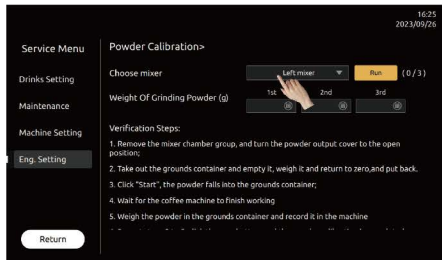 16:25
2023/09/26
Service Menu
Powder Calibration>
Drinks Setting
Choose mixer
Left mixer
Run
(0/3)
Maintenance
Weight Of Grinding Powder (g)
1st
2nd
3rd
Machine Setting
Verification Steps:
1. Remove the mixer chamber group, and turn the powder output cover to the open
position;
Eng. Setting
2. Take out the grounds container and empty it, weigh it and return to zero,and put back.
3. Click "Start", the powder falls into the grounds container;
4. Wait for the coffee machine to finish working
5. Weigh the powder in the grounds container and record it in the machine
Return